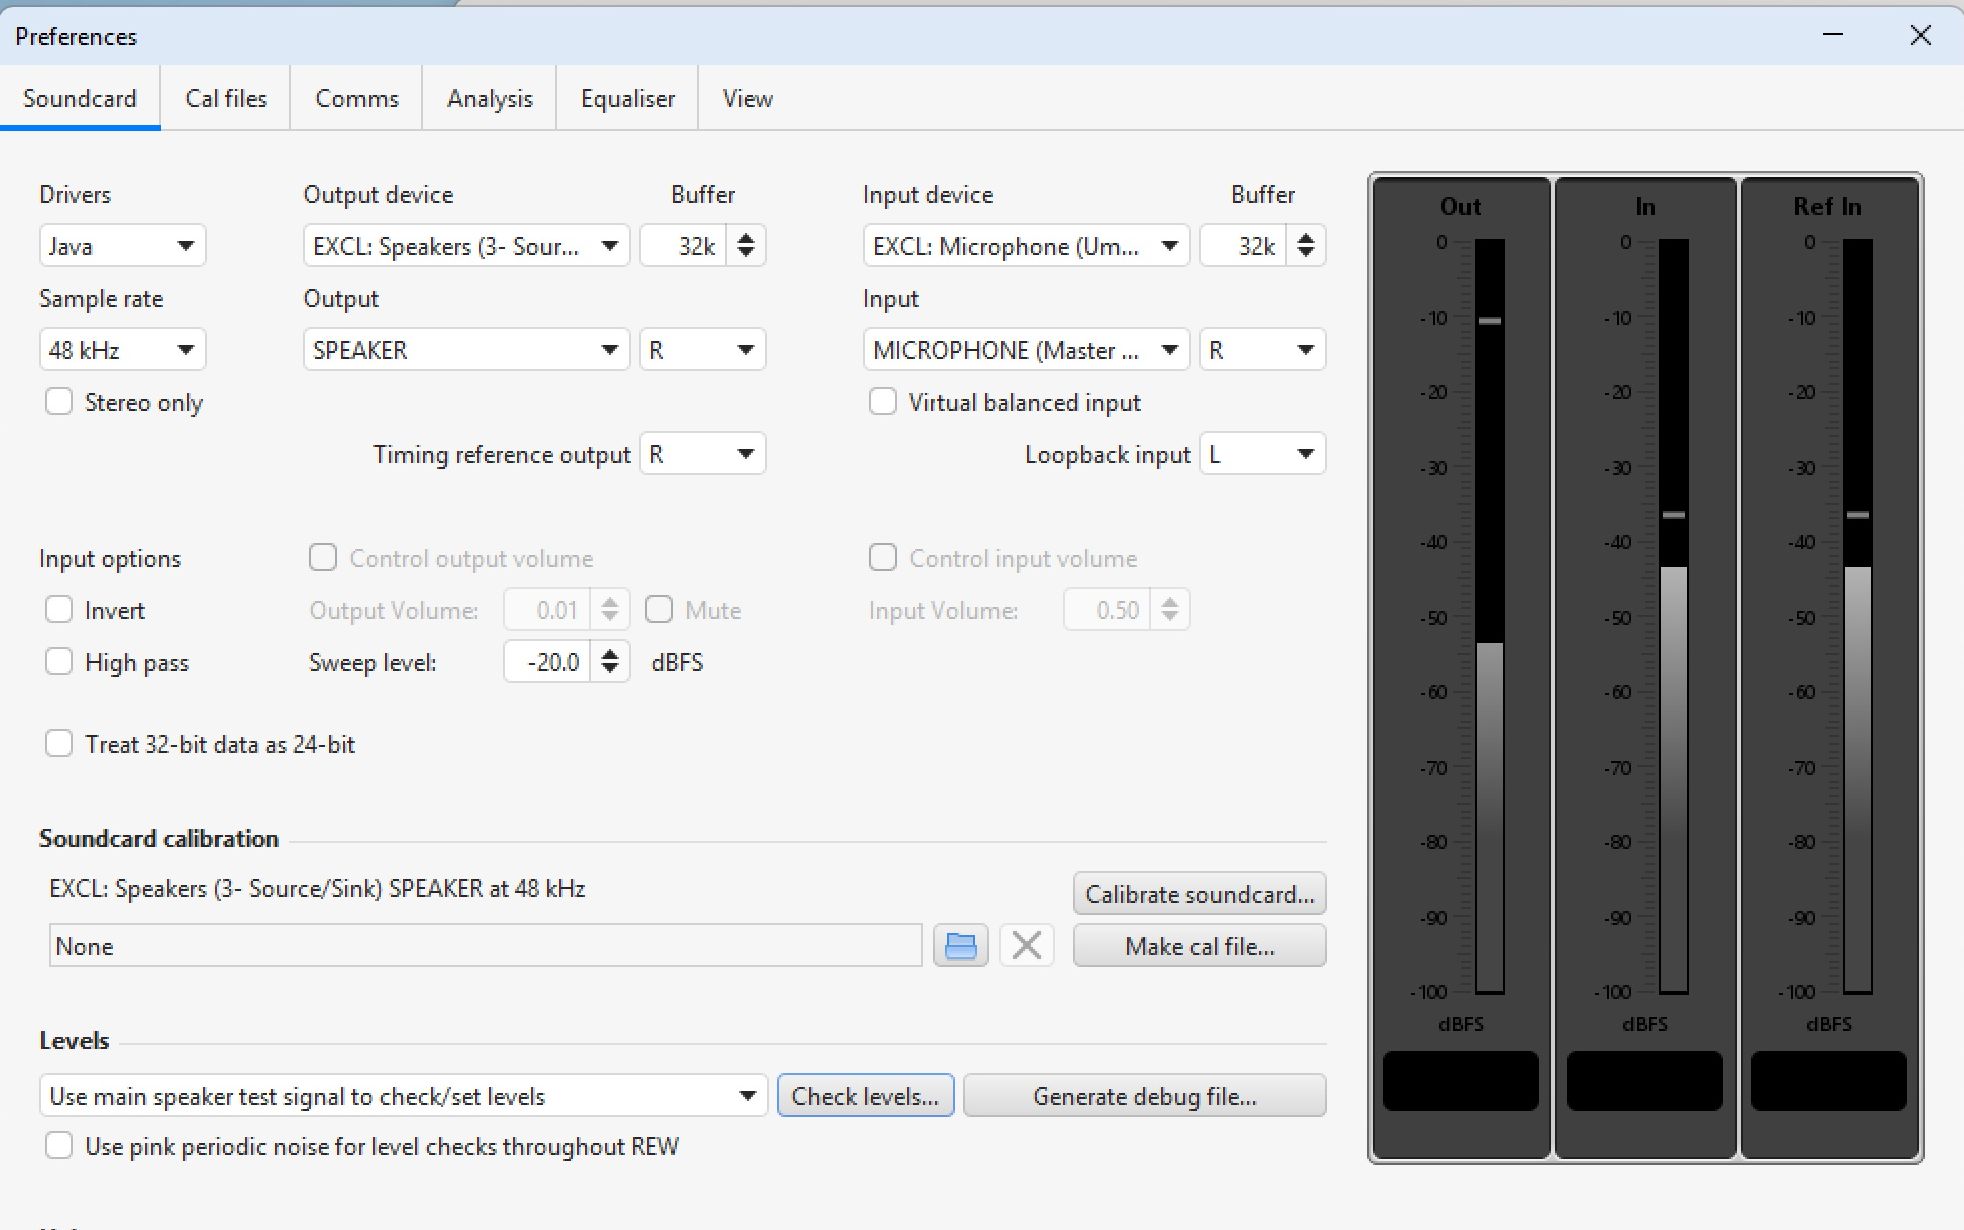 Preferences
Soundcard Cal files Comms Analysis Equaliser View
Drivers Output device Buffer Input device Buffer
Java EXCL: Speakers (3- Sour... 32k EXCL: Microphone (Um... 32k
Sample rate Output Input
48 kHz SPEAKER R MICROPHONE (Master ... R
Stereo only Virtual balanced input
Timing reference output R Loopback input L
Input options Control output volume Control input volume
Invert Output Volume: 0.01 Mute Input Volume: 0.50
High pass Sweep level: -20.0 dBFS
Treat 32-bit data as 24-bit
Soundcard calibration
EXCL: Speakers (3- Source/Sink) SPEAKER at 48 kHz Calibrate soundcard...
None Make cal file...
Levels
Use main speaker test signal to check/set levels Check levels... Generate debug file...
Use pink periodic noise for level checks throughout REW
Out In Ref In
0 0 0
-10 -10 -10
-20 -20 -20
-30 -30 -30
-40 -40 -40
-50 -50 -50
-60 -60 -60
-70 -70 -70
-80 -80 -80
-90 -90 -90
-100 -100 -100
dBFS dBFS dBFS